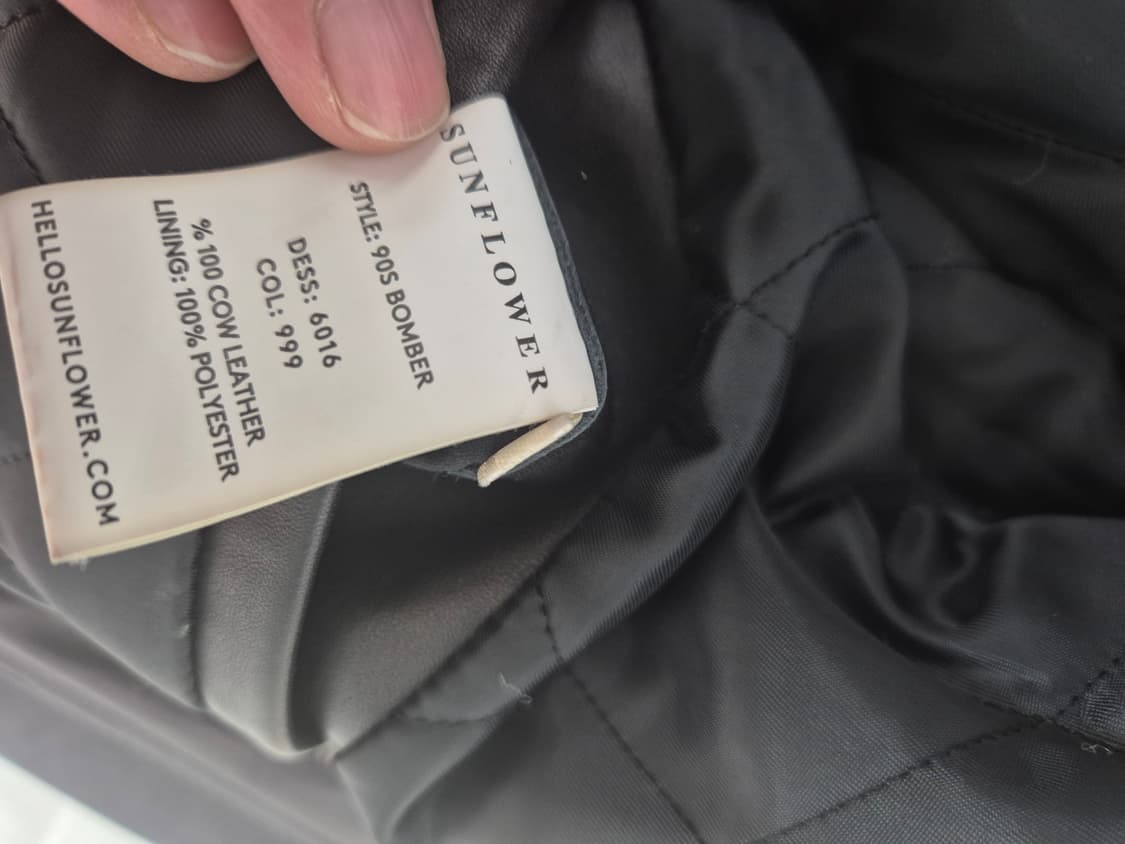 SUNFLOWER
STYLE: 90S BOMBER
DESS: 6016
COL: 999
% 100 COW LEATHER
LINING: 100% POLYESTER
HELLOSUNFLOWER.COM